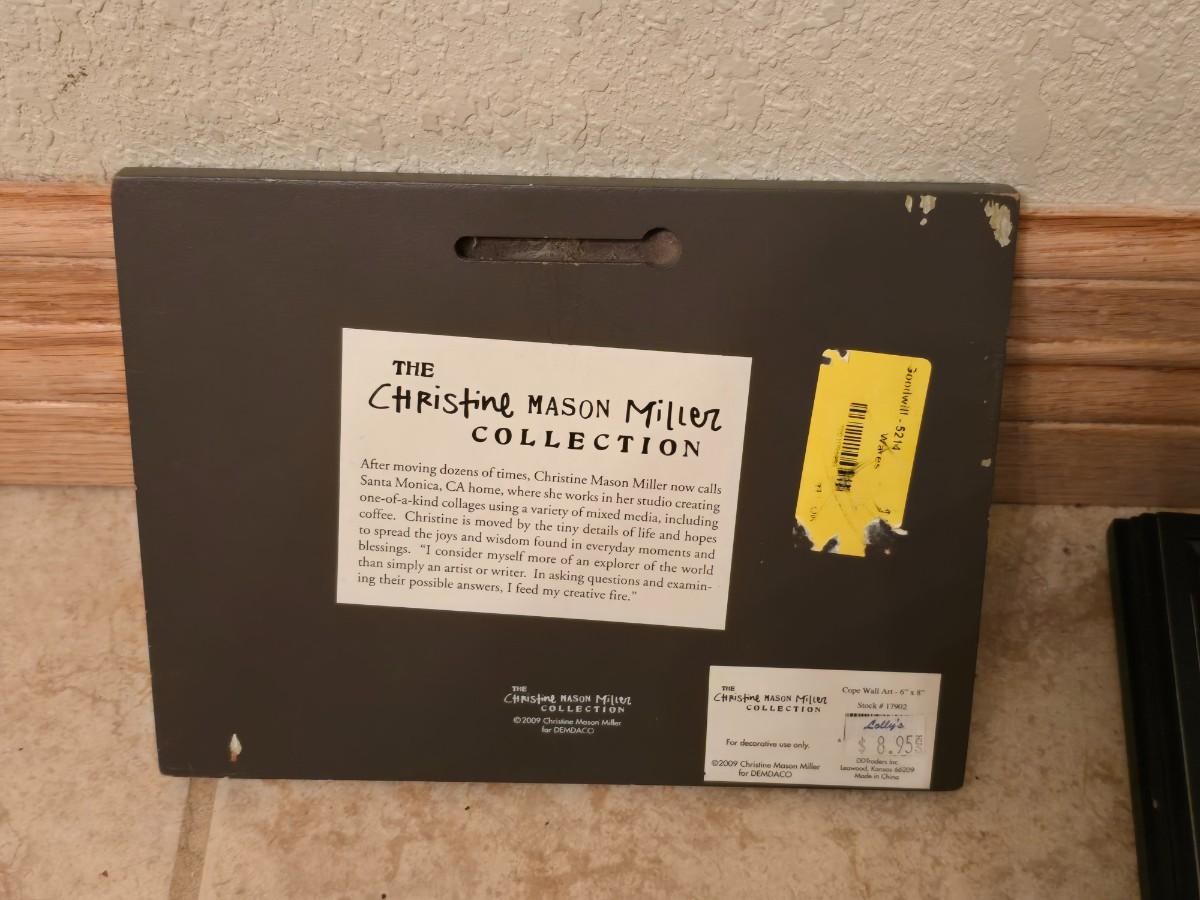 THE
Christine MASON Miller
COLLECTION
After moving dozens of times, Christine Mason Miller now calls
Santa Monica, CA home, where she works in her studio creating
one-of-a-kind collages using a variety of mixed media, including
coffee. Christine is moved by the tiny details of life and hopes
to spread the joys and wisdom found in everyday moments and
blessings. "I consider myself more of an explorer of the world
than simply an artist or writer. In asking questions and examin-
ing their possible answers, I feed my creative fire."
Goodwill - 5214
Wares
THE
Christine MASON Miller
COLLECTION
©2009 Christine Mason Miller
for DEMDACO
THE
Christine MASON Miller
COLLECTION
For decorative use only.
©2009 Christine Mason Miller
for DEMDACO
Cope Wall Art - 6" x 8"
Stock # 17902
Lolly's
$ 8.95
DDTraders Inc.
Leawood, Kansas 66209
Made in China